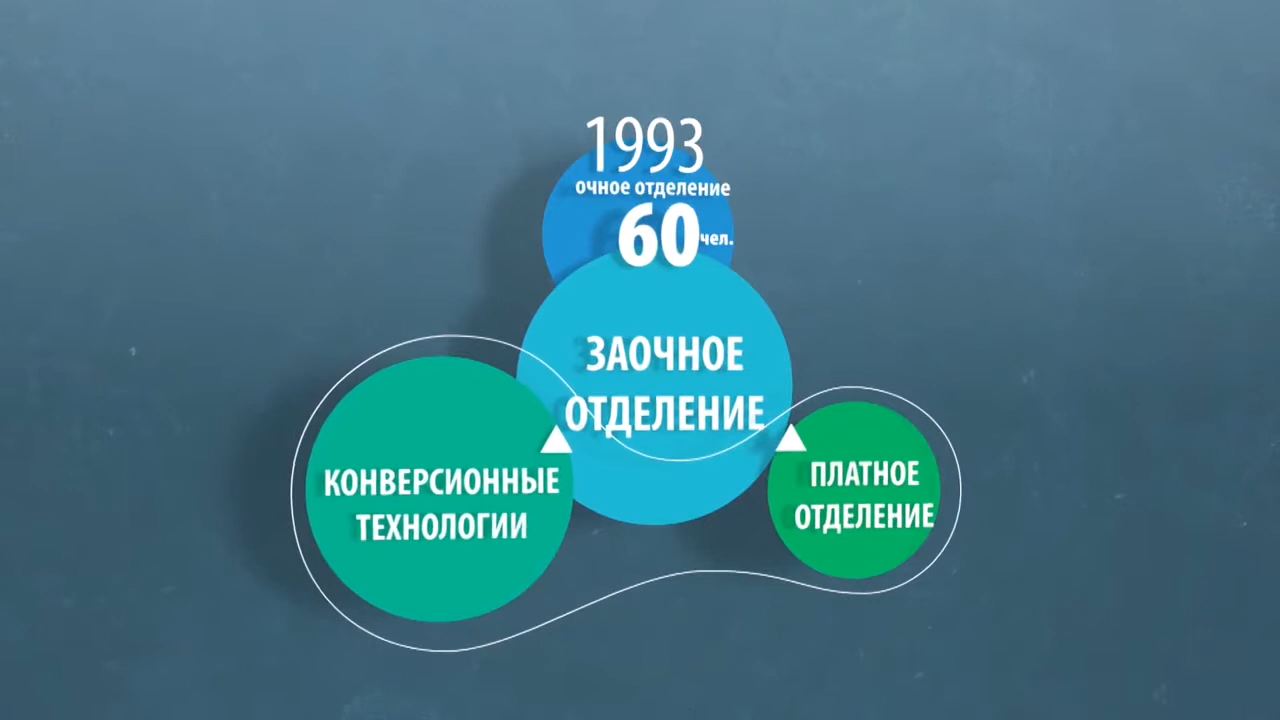 1993
очное отделение
60 чел.
ЗАОЧНОЕ
ОТДЕЛЕНИЕ
КОНВЕРСИОННЫЕ
ТЕХНОЛОГИИ
ПЛАТНОЕ
ОТДЕЛЕНИЕ